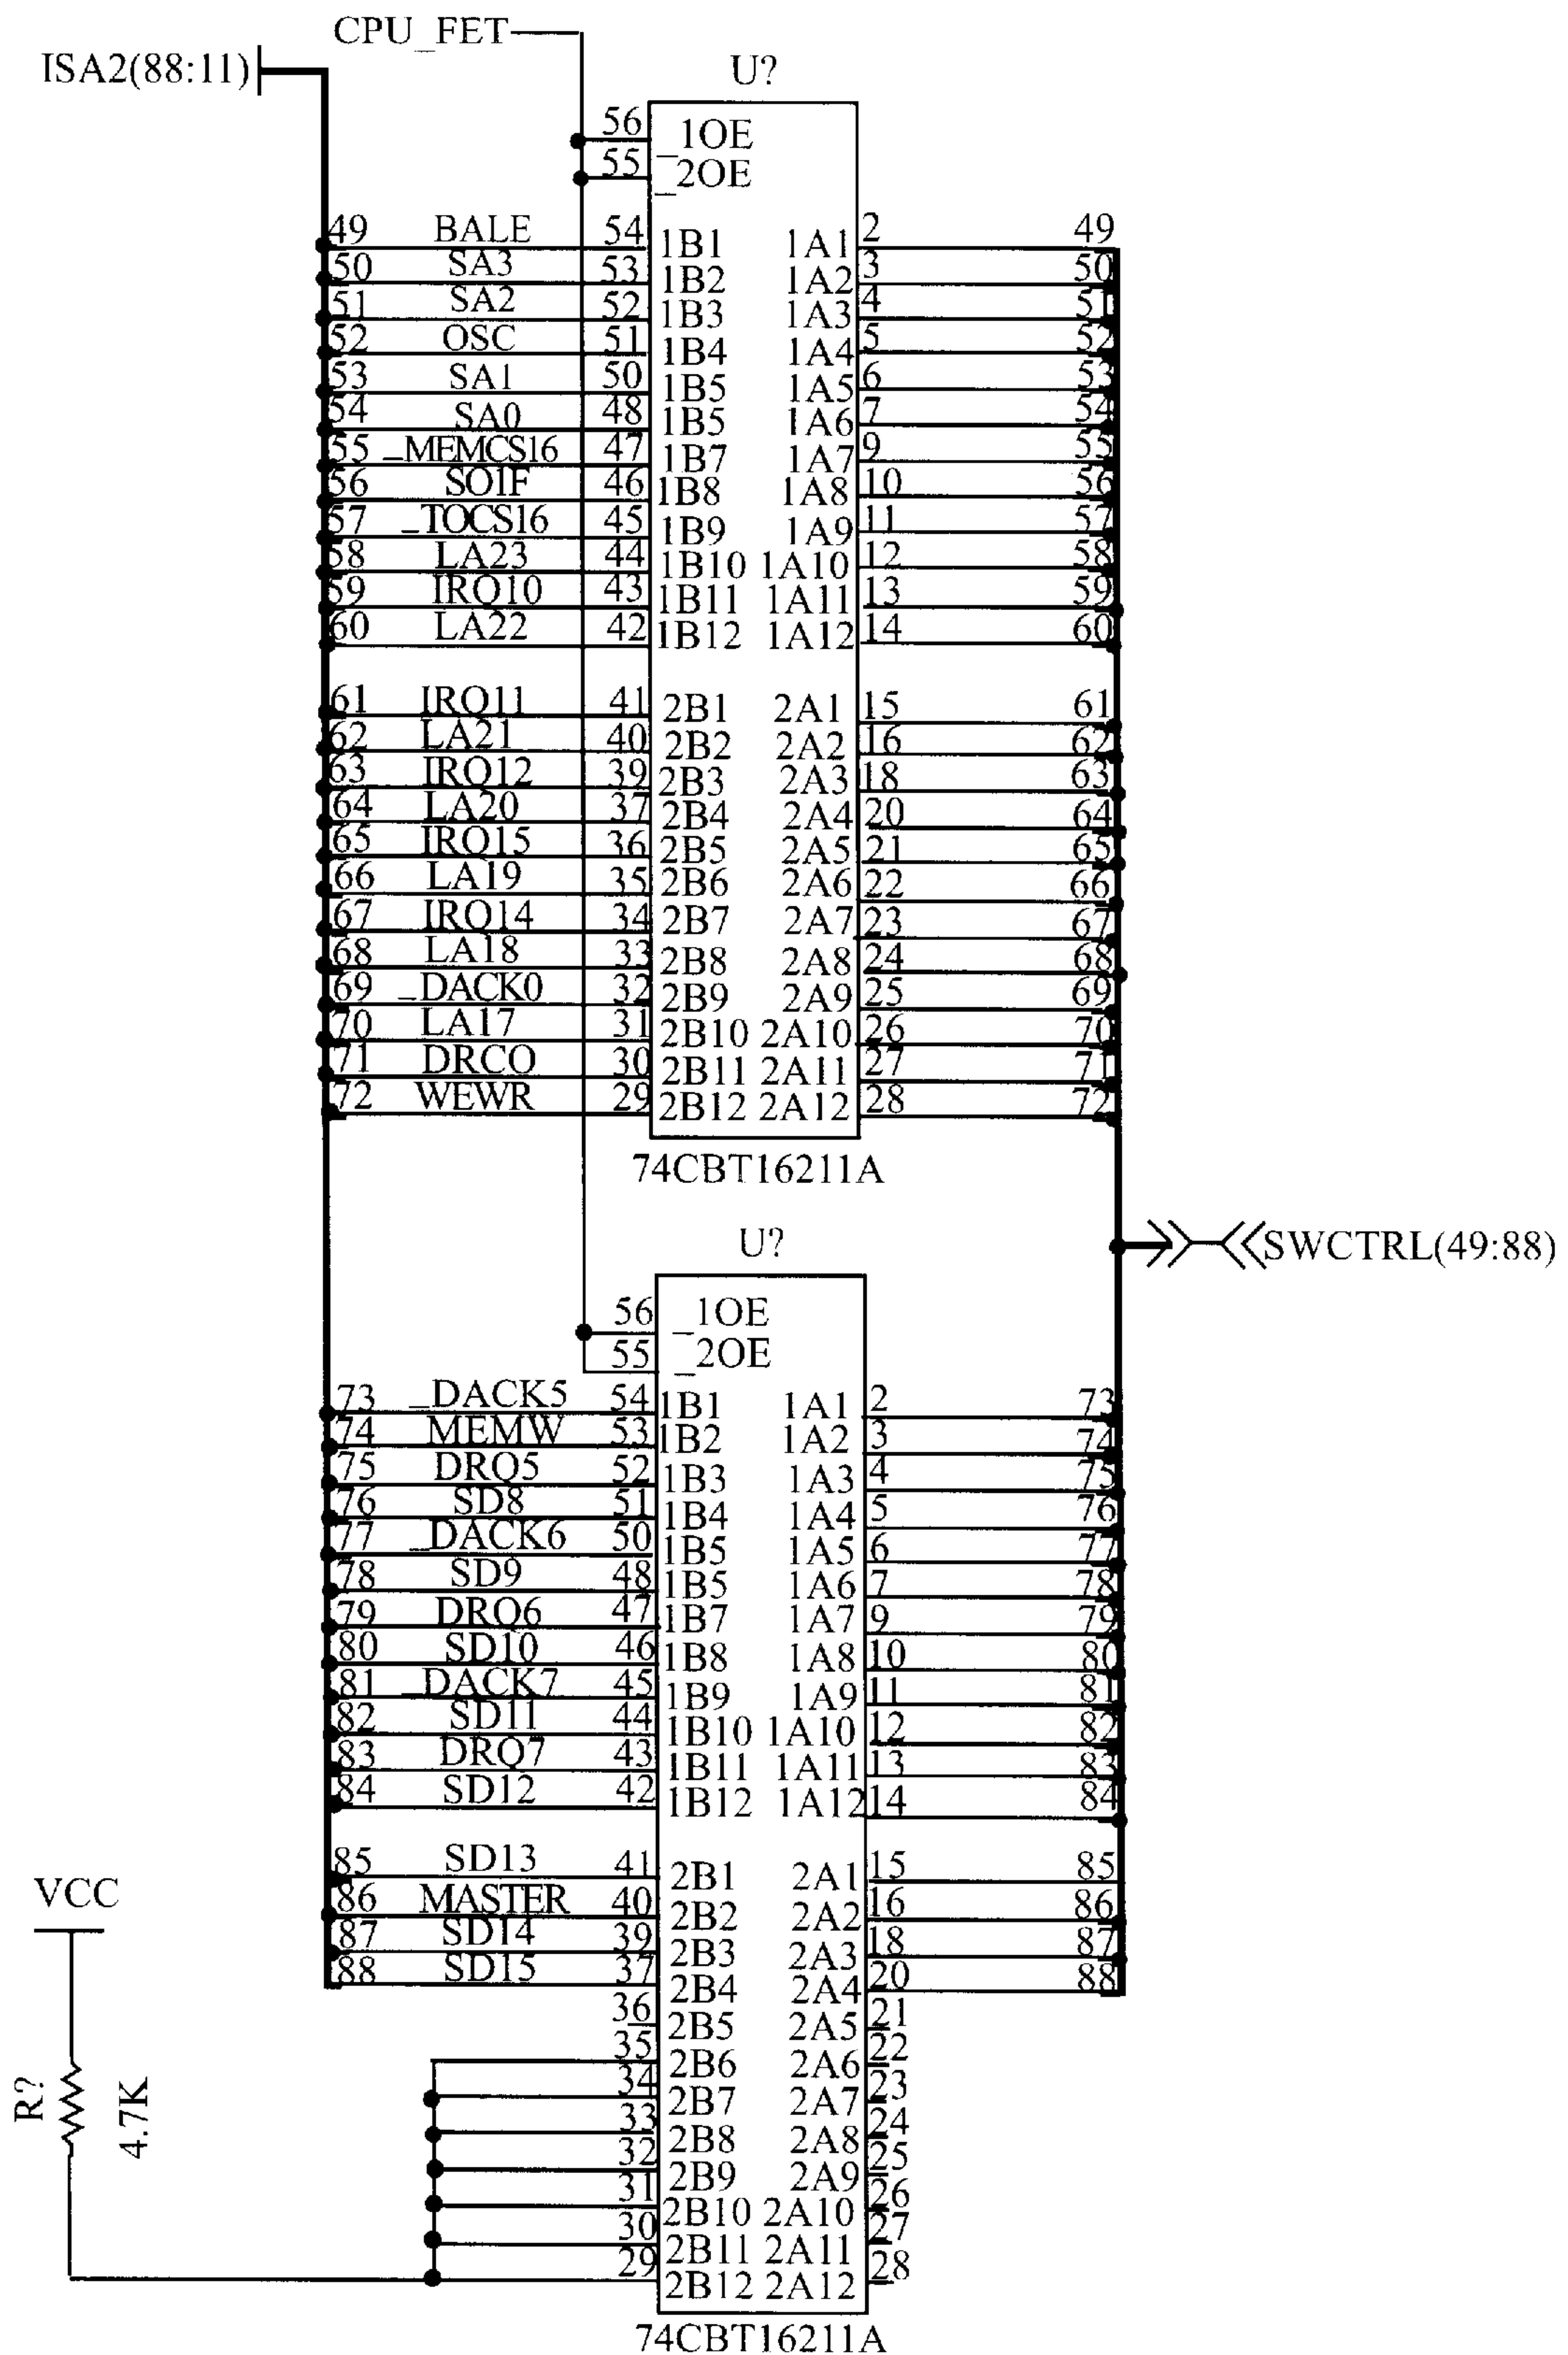 CPU_FET
ISA2(88:11)
U?
56 _1OE
55 _2OE
49 BALE 54 1B1 1A1 2 49
50 SA3 53 1B2 1A2 3 50
51 SA2 52 1B3 1A3 4 51
52 OSC 51 1B4 1A4 5 52
53 SA1 50 1B5 1A5 6 53
54 SA0 48 1B5 1A6 7 54
55 _MEMCS16 47 1B7 1A7 9 55
56 SO1F 46 1B8 1A8 10 56
57 _TOCS16 45 1B9 1A9 11 57
58 LA23 44 1B10 1A10 12 58
59 IRQ10 43 1B11 1A11 13 59
60 LA22 42 1B12 1A12 14 60
61 IRQ11 41 2B1 2A1 15 61
62 LA21 40 2B2 2A2 16 62
63 IRQ12 39 2B3 2A3 18 63
64 LA20 37 2B4 2A4 20 64
65 IRQ15 36 2B5 2A5 21 65
66 LA19 35 2B6 2A6 22 66
67 IRQ14 34 2B7 2A7 23 67
68 LA18 33 2B8 2A8 24 68
69 _DACK0 32 2B9 2A9 25 69
70 LA17 31 2B10 2A10 26 70
71 DRCO 30 2B11 2A11 27 71
72 WEWR 29 2B12 2A12 28 72
74CBT16211A
U?
SWCTRL(49:88)
56 _1OE
55 _2OE
73 _DACK5 54 1B1 1A1 2 73
74 MEMW 53 1B2 1A2 3 74
75 DRQ5 52 1B3 1A3 4 75
76 SD8 51 1B4 1A4 5 76
77 _DACK6 50 1B5 1A5 6 77
78 SD9 48 1B5 1A6 7 78
79 DRQ6 47 1B7 1A7 9 79
80 SD10 46 1B8 1A8 10 80
81 _DACK7 45 1B9 1A9 11 81
82 SD11 44 1B10 1A10 12 82
83 DRQ7 43 1B11 1A11 13 83
84 SD12 42 1B12 1A12 14 84
85 SD13 41 2B1 2A1 15 85
VCC
86 MASTER 40 2B2 2A2 16 86
87 SD14 39 2B3 2A3 18 87
88 SD15 37 2B4 2A4 20 88
36 2B5 2A5 21
35 2B6 2A6 22
R? 4.7K
34 2B7 2A7 23
33 2B8 2A8 24
32 2B9 2A9 25
31 2B10 2A10 26
30 2B11 2A11 27
29 2B12 2A12 28
74CBT16211A